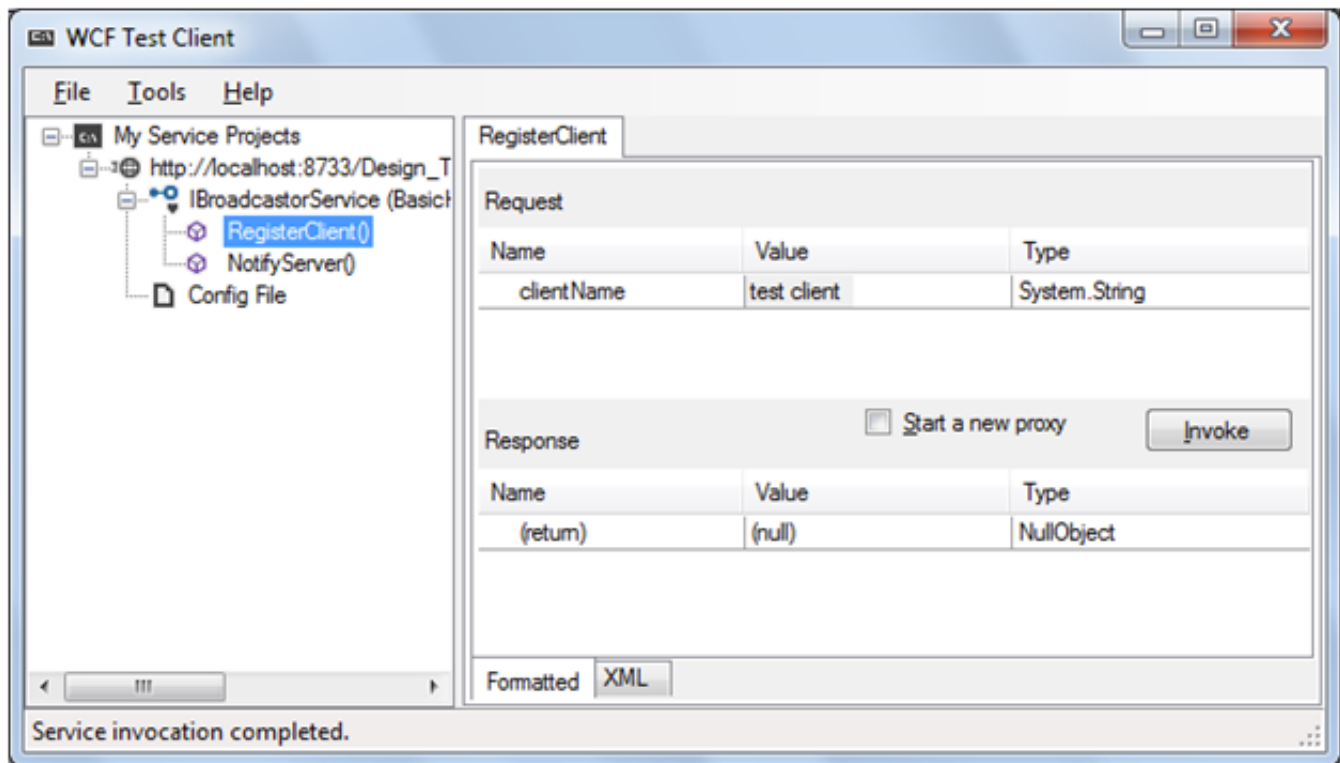 WCF Test Client
File Tools Help
My Service Projects
http://localhost:8733/Design_T
IBroadcastorService (BasicH
RegisterClient()
NotifyServer()
Config File
RegisterClient
Request
Name Value Type
clientName test client System.String
Response Start a new proxy Invoke
Name Value Type
(return) (null) NullObject
Formatted XML
Service invocation completed.